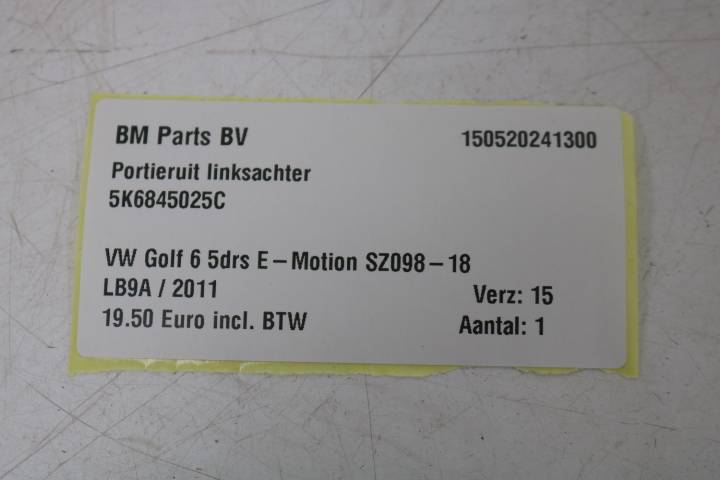 BM Parts BV 150520241300
Portieruit linksachter
5K6845025C
VW Golf 6 5drs E-Motion SZ098-18
LB9A / 2011 Verz: 15
19.50 Euro incl. BTW Aantal: 1